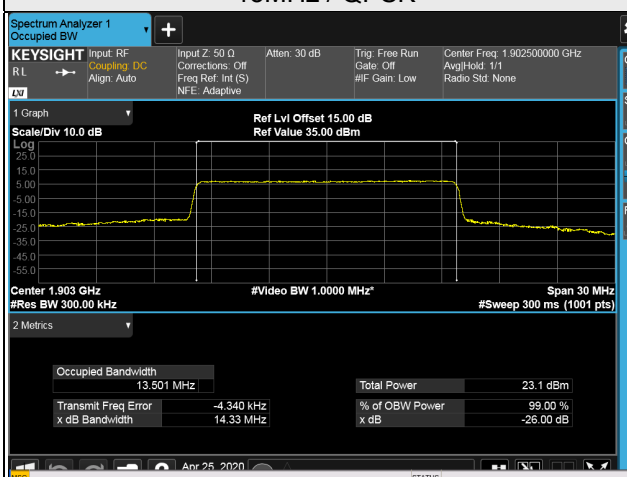 Spectrum Analyzer 1
Occupied BW
+
KEYSIGHT Input: RF Input Z: 50 Ω Atten: 30 dB Trig: Free Run Center Freq: 1.902500000 GHz
RL Coupling: DC Corrections: Off Gate: Off Avg|Hold: 1/1
Align: Auto Freq Ref: Int (S) #IF Gain: Low Radio Std: None
LXI NFE: Adaptive
1 Graph
Ref Lvl Offset 15.00 dB
Scale/Div 10.0 dB Ref Value 35.00 dBm
Log
25.0
15.0
5.00
-5.00
-15.0
-25.0
-35.0
-45.0
-55.0
Center 1.903 GHz #Video BW 1.0000 MHz* Span 30 MHz
#Res BW 300.00 kHz #Sweep 300 ms (1001 pts)
2 Metrics
Occupied Bandwidth
13.501 MHz Total Power 23.1 dBm
Transmit Freq Error -4.340 kHz % of OBW Power 99.00 %
x dB Bandwidth 14.33 MHz x dB -26.00 dB
Apr 25, 2020
MSG STATUS